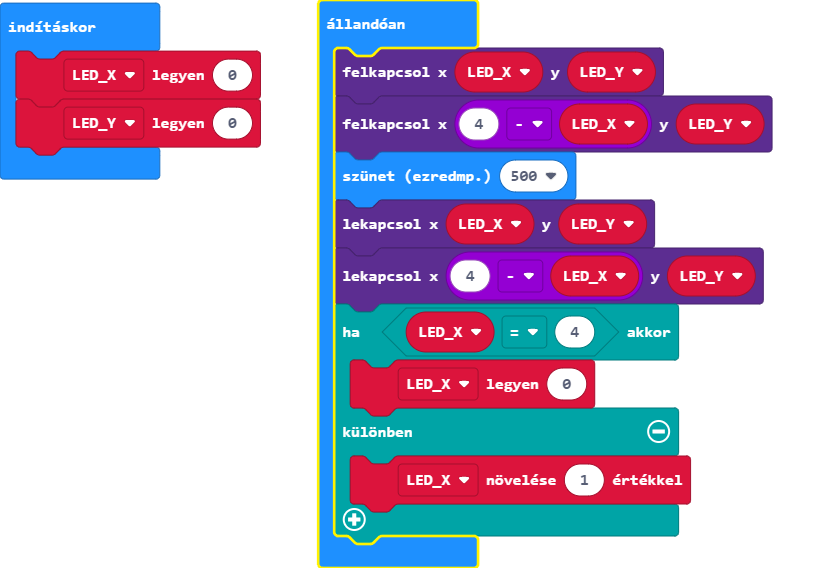 indításkor
LED_X legyen 0
LED_Y legyen 0
állandóan
felkapcsol x LED_X y LED_Y
felkapcsol x 4 - LED_X y LED_Y
szünet (ezredmp.) 500
lekapcsol x LED_X y LED_Y
lekapcsol x 4 - LED_X y LED_Y
ha LED_X = 4 akkor
LED_X legyen 0
különben
LED_X növelése 1 értékkel